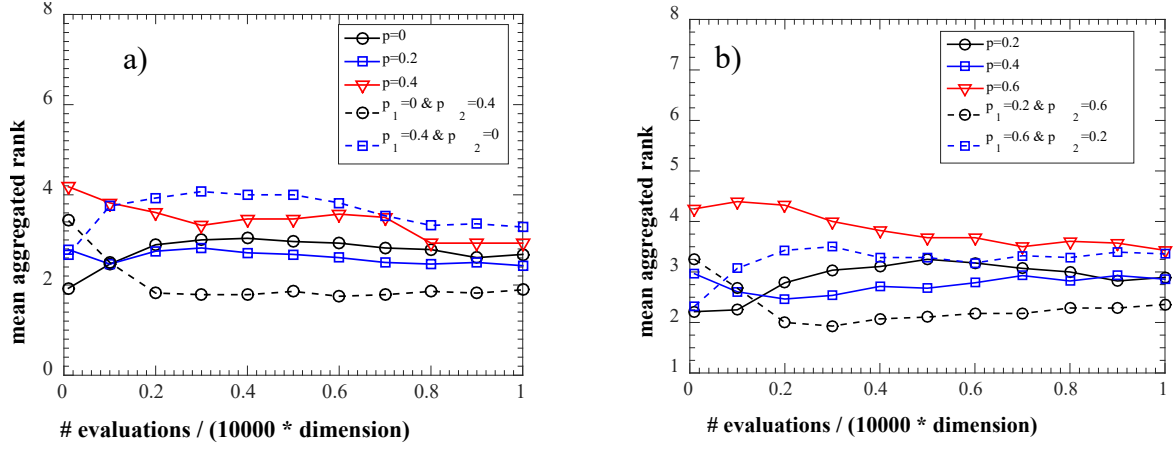 a)
8
6
4
2
0
mean aggregated rank
p=0
p=0.2
p=0.4
p1=0 & p2=0.4
p1=0.4 & p2=0
0 0.2 0.4 0.6 0.8 1
# evaluations / (10000 * dimension)
b)
8
7
6
5
4
3
2
1
mean aggregated rank
p=0.2
p=0.4
p=0.6
p1=0.2 & p2=0.6
p1=0.6 & p2=0.2
0 0.2 0.4 0.6 0.8 1
# evaluations / (10000 * dimension)